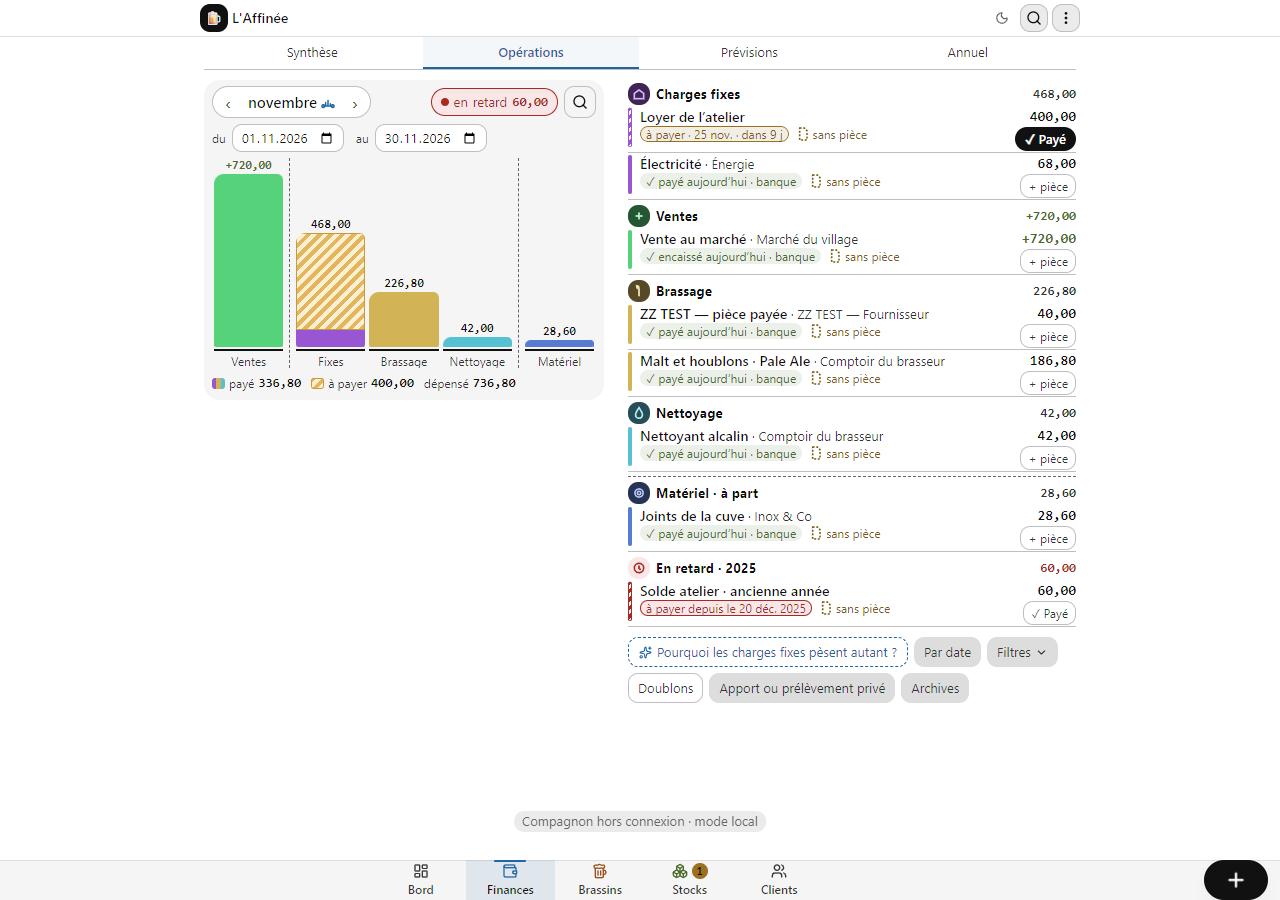 L'Affinée
Synthèse
Opérations
Prévisions
Annuel
‹ novembre ›
en retard 60,00
du 01.11.2026 au 30.11.2026
+720,00
468,00
226,80
42,00
28,60
Ventes
Fixes
Brassage
Nettoyage
Matériel
payé 336,80 à payer 400,00 dépensé 736,80
Charges fixes 468,00
Loyer de l’atelier 400,00
à payer · 25 nov. · dans 9 j sans pièce ✓ Payé
Électricité · Énergie 68,00
✓ payé aujourd’hui · banque sans pièce + pièce
Ventes +720,00
Vente au marché · Marché du village +720,00
✓ encaissé aujourd’hui · banque sans pièce + pièce
Brassage 226,80
ZZ TEST — pièce payée · ZZ TEST — Fournisseur 40,00
✓ payé aujourd’hui · banque sans pièce + pièce
Malt et houblons · Pale Ale · Comptoir du brasseur 186,80
✓ payé aujourd’hui · banque sans pièce + pièce
Nettoyage 42,00
Nettoyant alcalin · Comptoir du brasseur 42,00
✓ payé aujourd’hui · banque sans pièce + pièce
Matériel · à part 28,60
Joints de la cuve · Inox & Co 28,60
✓ payé aujourd’hui · banque sans pièce + pièce
En retard · 2025 60,00
Solde atelier · ancienne année 60,00
à payer depuis le 20 déc. 2025 sans pièce ✓ Payé
Pourquoi les charges fixes pèsent autant ? Par date Filtres
Doublons Apport ou prélèvement privé Archives
Compagnon hors connexion · mode local
Bord
Finances
Brassins
Stocks 1
Clients
+